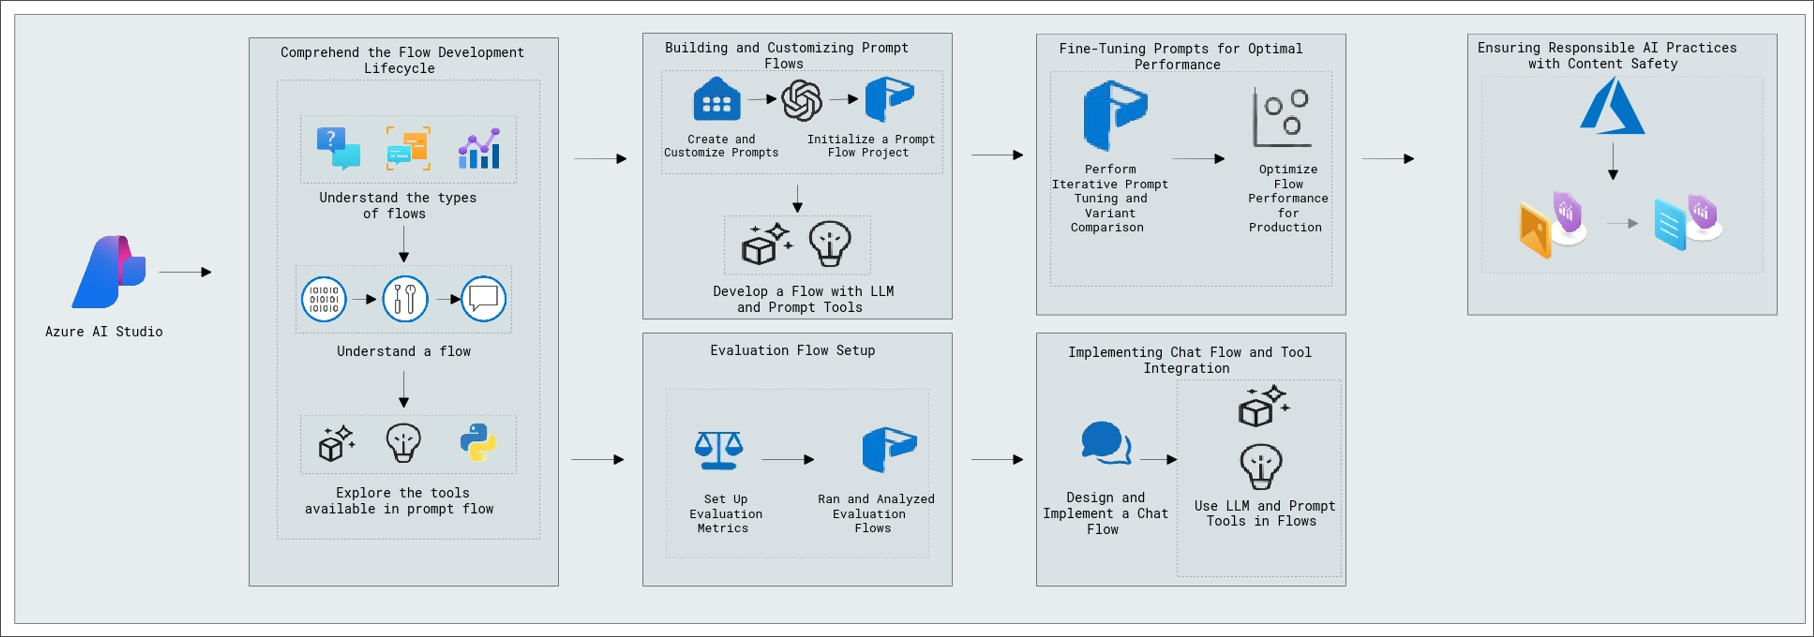 Azure AI Studio
Comprehend the Flow Development
Lifecycle
?
Understand the types
of flows
101010
010101
101010
Understand a flow
Explore the tools
available in prompt flow
Building and Customizing Prompt
Flows
Create and
Customize Prompts
Initialize a Prompt
Flow Project
Develop a Flow with LLM
and Prompt Tools
Evaluation Flow Setup
Set Up
Evaluation
Metrics
Ran and Analyzed
Evaluation
Flows
Fine-Tuning Prompts for Optimal
Performance
Perform
Iterative Prompt
Tuning and
Variant
Comparison
Optimize
Flow
Performance
for
Production
Implementing Chat Flow and Tool
Integration
Design and
Implement a Chat
Flow
Use LLM and Prompt
Tools in Flows
Ensuring Responsible AI Practices
with Content Safety